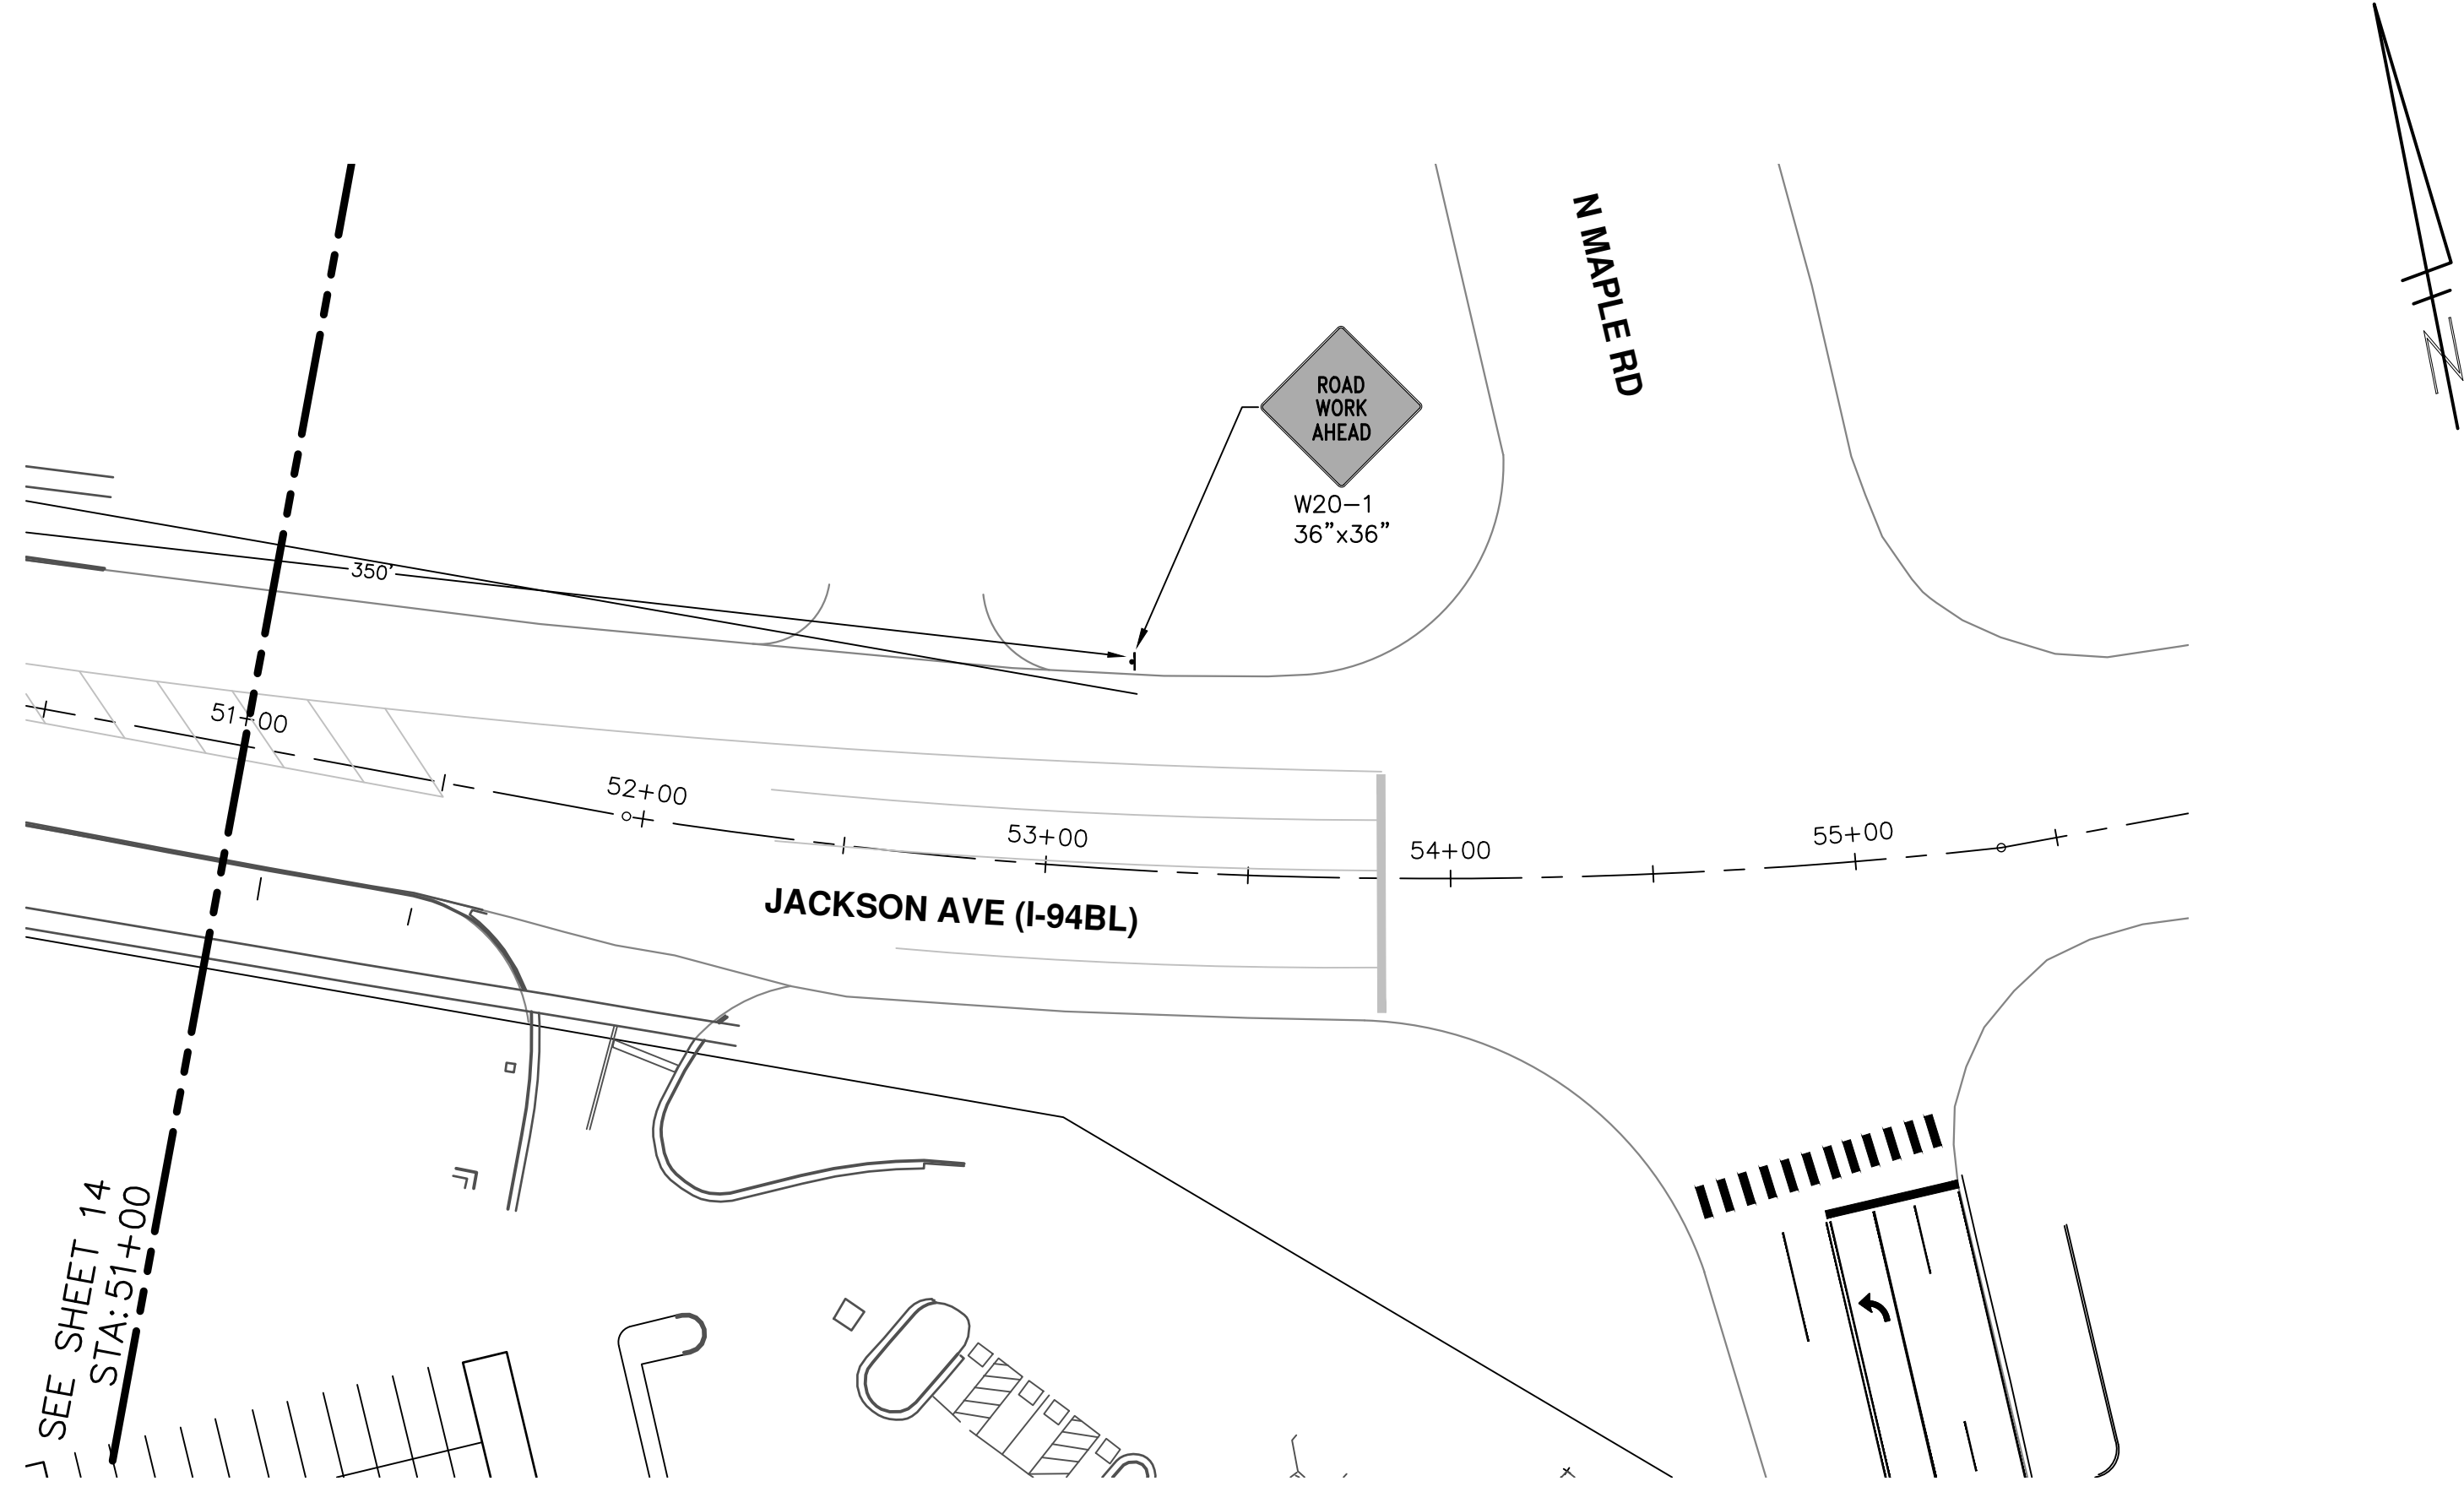 N MAPLE RD
ROAD
WORK
AHEAD
W20-1
36”x36”
350'
51+00
52+00
53+00
54+00
55+00
JACKSON AVE (I-94BL)
SEE SHEET 14
STA:51+00
N